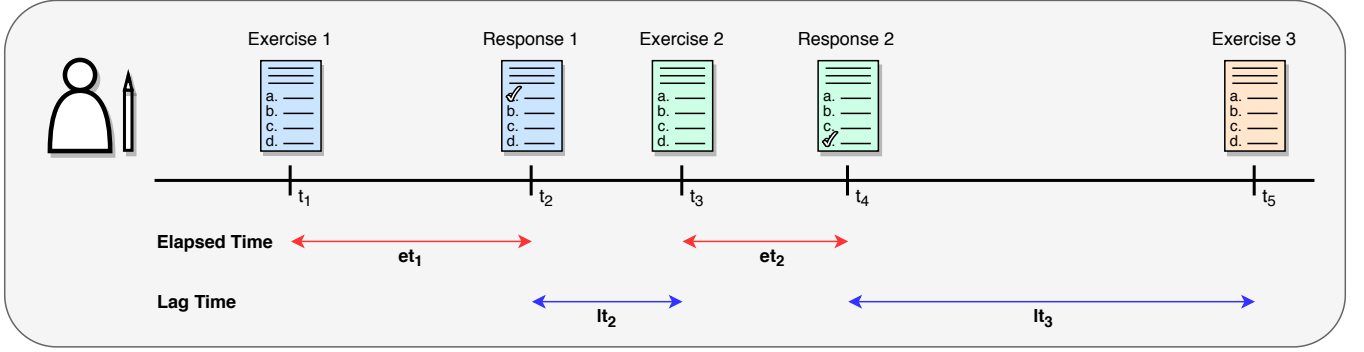 Exercise 1 Response 1 Exercise 2 Response 2 Exercise 3
a. b. c. d.
b. c. d.
a. b. c. d.
a. b. c.
a. b. c. d.
t1 t2 t3 t4 t5
Elapsed Time et1 et2
Lag Time lt2 lt3